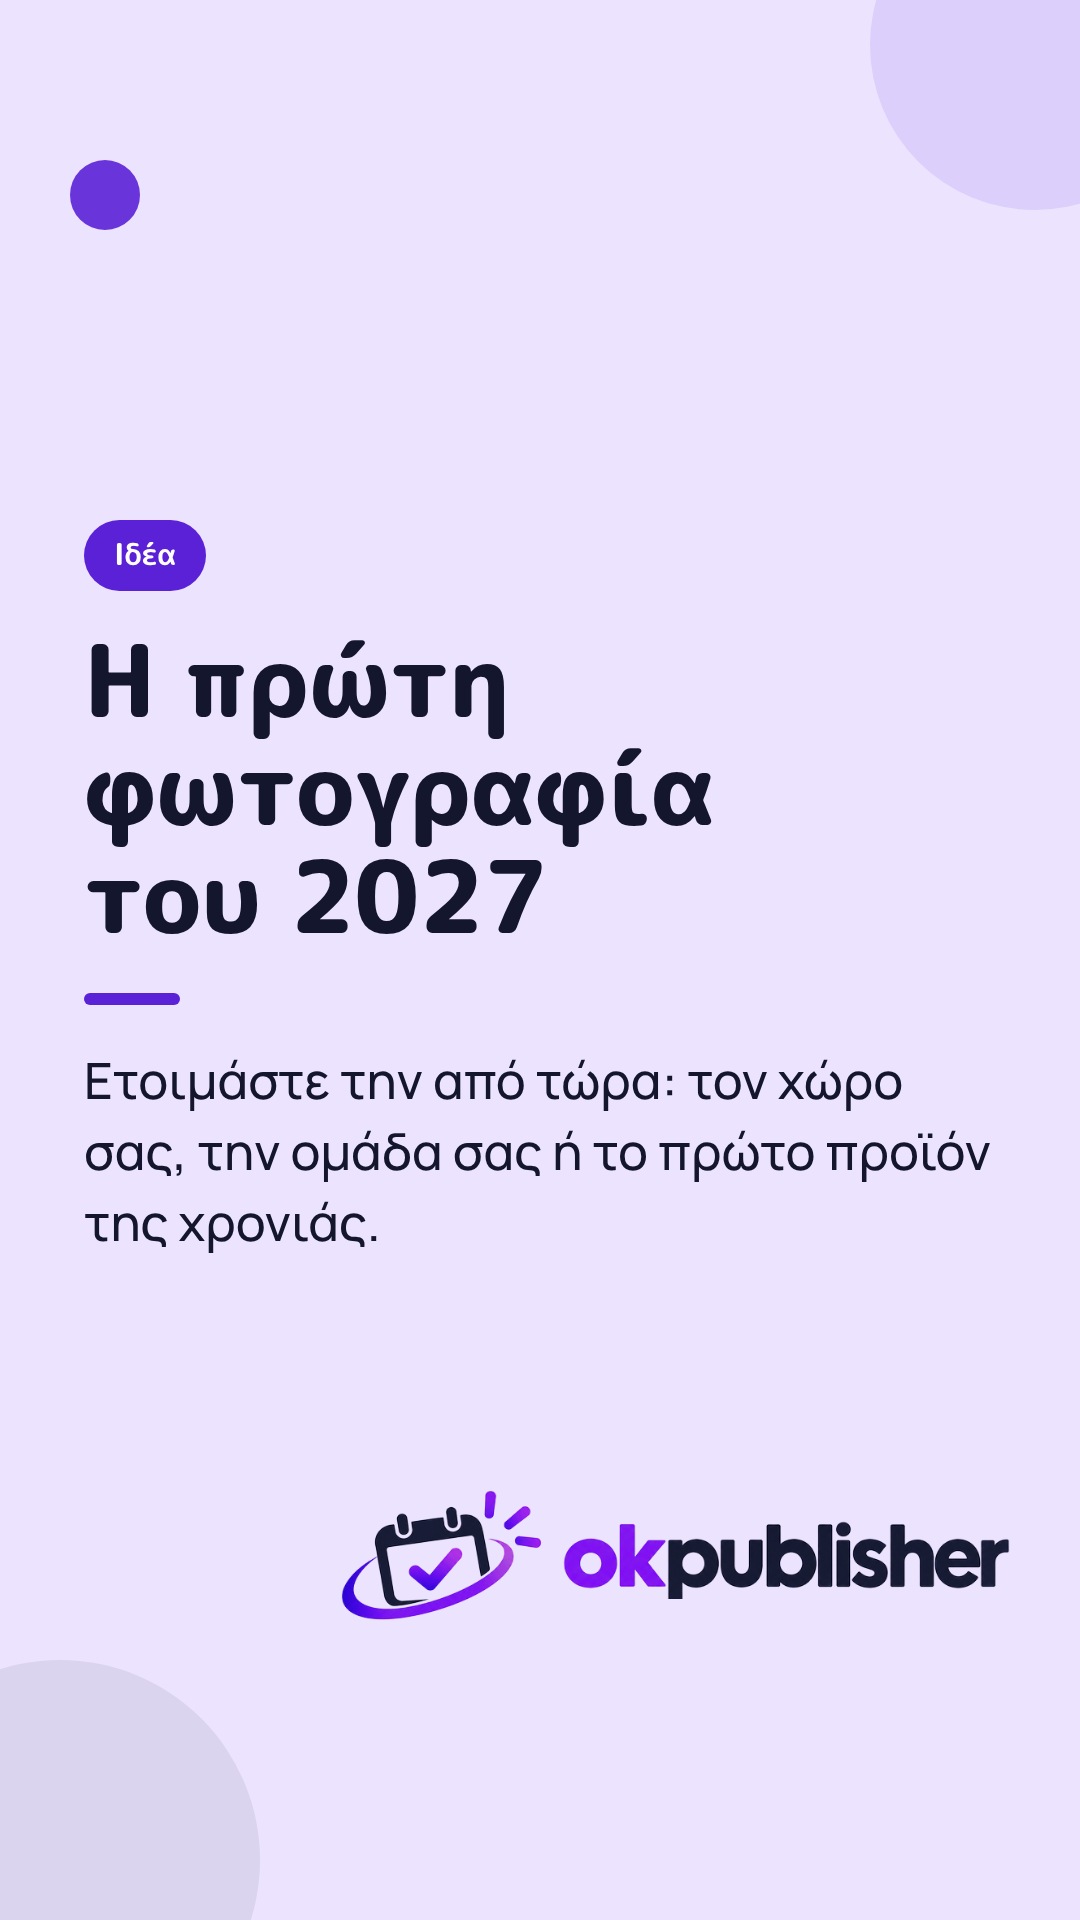 Ιδέα
Η πρώτη
φωτογραφία
του 2027
Ετοιμάστε την από τώρα: τον χώρο
σας, την ομάδα σας ή το πρώτο προϊόν
της χρονιάς.
okpublisher